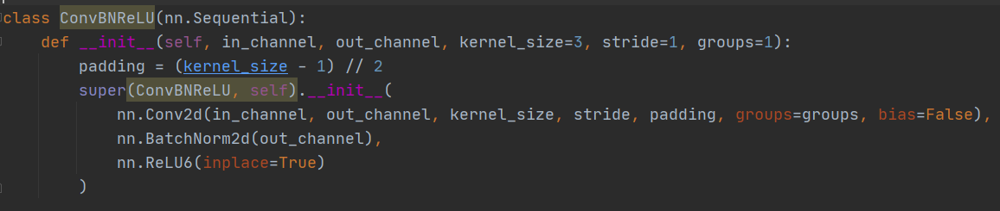 class ConvBNReLU(nn.Sequential):
    def __init__(self, in_channel, out_channel, kernel_size=3, stride=1, groups=1):
        padding = (kernel_size - 1) // 2
        super(ConvBNReLU, self).__init__(
            nn.Conv2d(in_channel, out_channel, kernel_size, stride, padding, groups=groups, bias=False),
            nn.BatchNorm2d(out_channel),
            nn.ReLU6(inplace=True)
        )